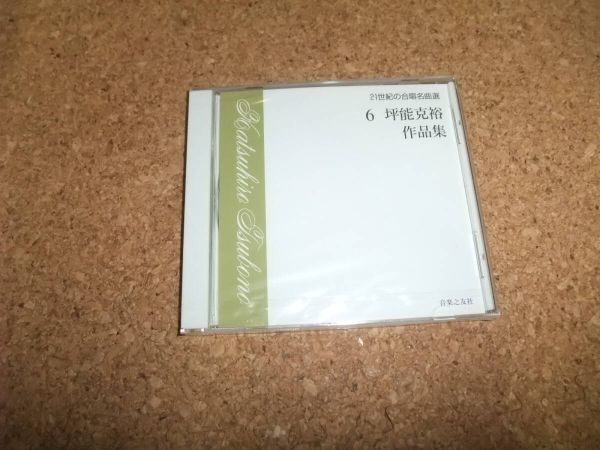 21世紀の合唱名曲選
6 坪能克裕
作品集
Katsuhiro Tsubono
音楽之友社